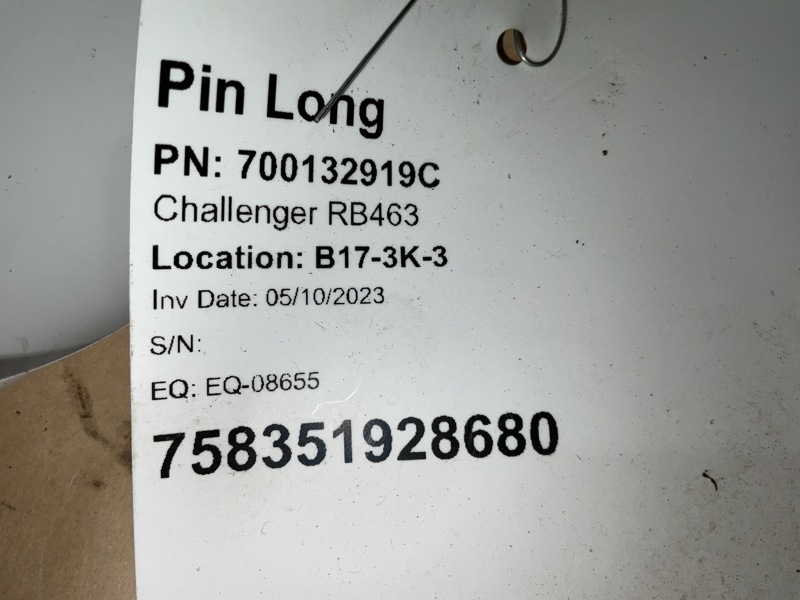 Pin Long
PN: 700132919C
Challenger RB463
Location: B17-3K-3
Inv Date: 05/10/2023
S/N:
EQ: EQ-08655
758351928680